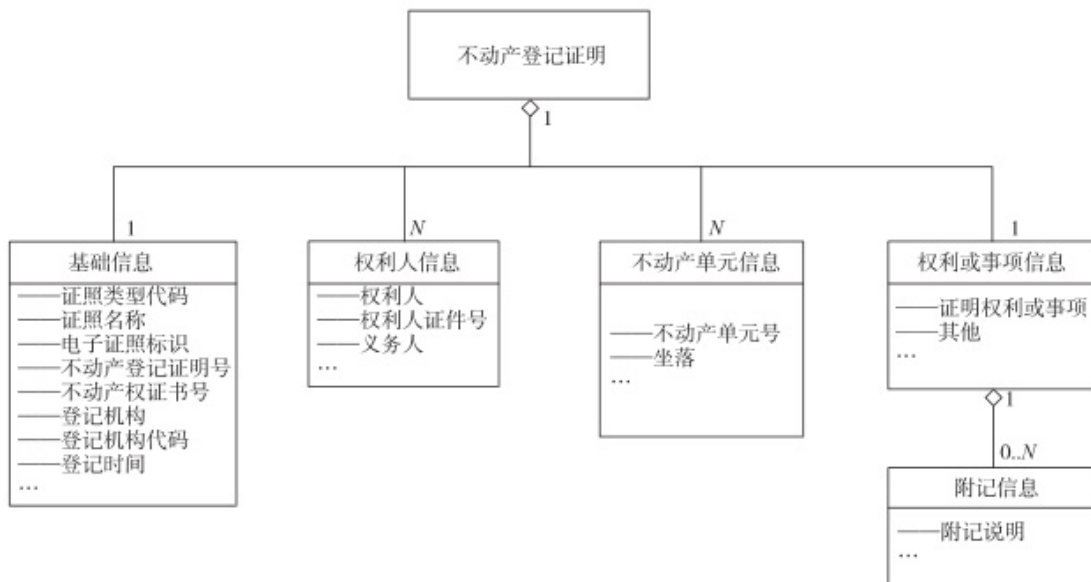 不动产登记证明
1
1
基础信息
——证照类型代码
——证照名称
——电子证照标识
——不动产登记证明号
——不动产权证书号
——登记机构
——登记机构代码
——登记时间
…
N
权利人信息
——权利人
——权利人证件号
——义务人
…
N
不动产单元信息
——不动产单元号
——坐落
…
1
权利或事项信息
——证明权利或事项
——其他
…
1
0..N
附记信息
——附记说明
…